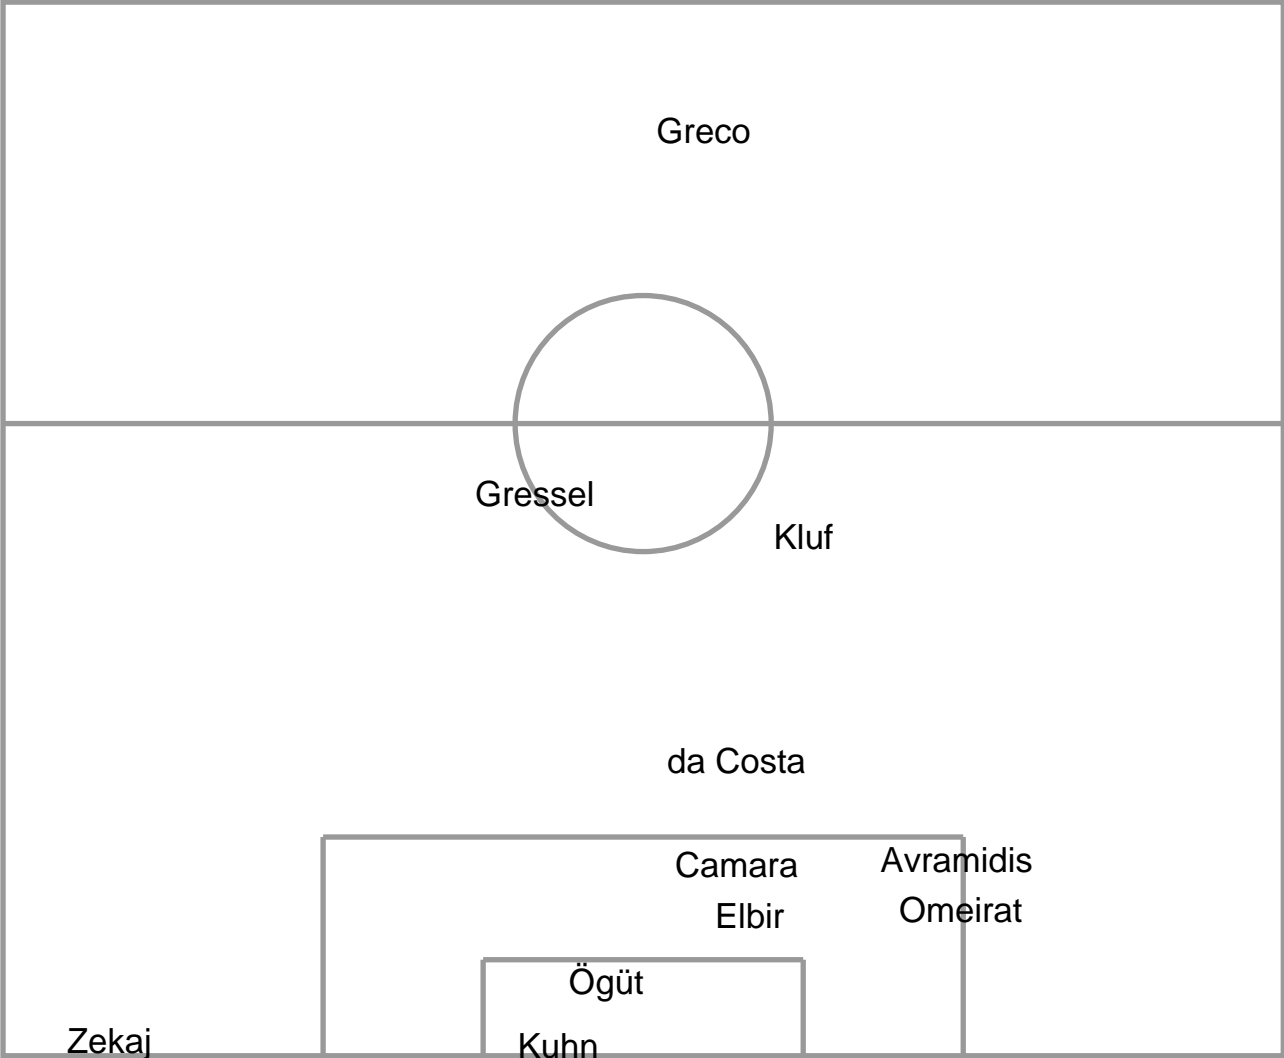 Greco
Gressel
Kluf
da Costa
Camara
Avramidis
Elbir
Omeirat
Ögüt
Zekaj
Kuhn